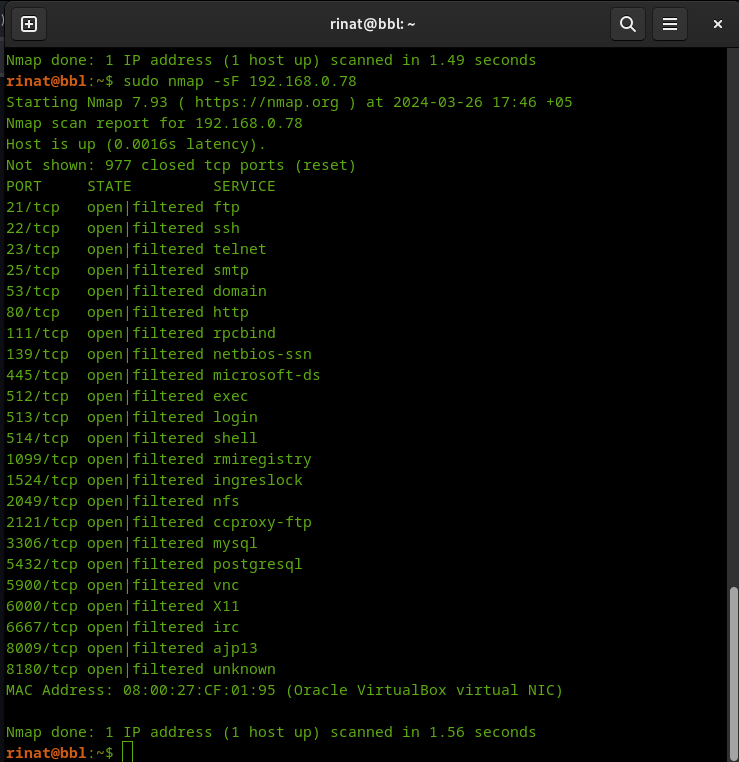 rinat@bbl: ~
Nmap done: 1 IP address (1 host up) scanned in 1.49 seconds
rinat@bbl:~$ sudo nmap -sF 192.168.0.78
Starting Nmap 7.93 ( https://nmap.org ) at 2024-03-26 17:46 +05
Nmap scan report for 192.168.0.78
Host is up (0.0016s latency).
Not shown: 977 closed tcp ports (reset)
PORT     STATE         SERVICE
21/tcp   open|filtered ftp
22/tcp   open|filtered ssh
23/tcp   open|filtered telnet
25/tcp   open|filtered smtp
53/tcp   open|filtered domain
80/tcp   open|filtered http
111/tcp  open|filtered rpcbind
139/tcp  open|filtered netbios-ssn
445/tcp  open|filtered microsoft-ds
512/tcp  open|filtered exec
513/tcp  open|filtered login
514/tcp  open|filtered shell
1099/tcp open|filtered rmiregistry
1524/tcp open|filtered ingreslock
2049/tcp open|filtered nfs
2121/tcp open|filtered ccproxy-ftp
3306/tcp open|filtered mysql
5432/tcp open|filtered postgresql
5900/tcp open|filtered vnc
6000/tcp open|filtered X11
6667/tcp open|filtered irc
8009/tcp open|filtered ajp13
8180/tcp open|filtered unknown
MAC Address: 08:00:27:CF:01:95 (Oracle VirtualBox virtual NIC)
Nmap done: 1 IP address (1 host up) scanned in 1.56 seconds
rinat@bbl:~$